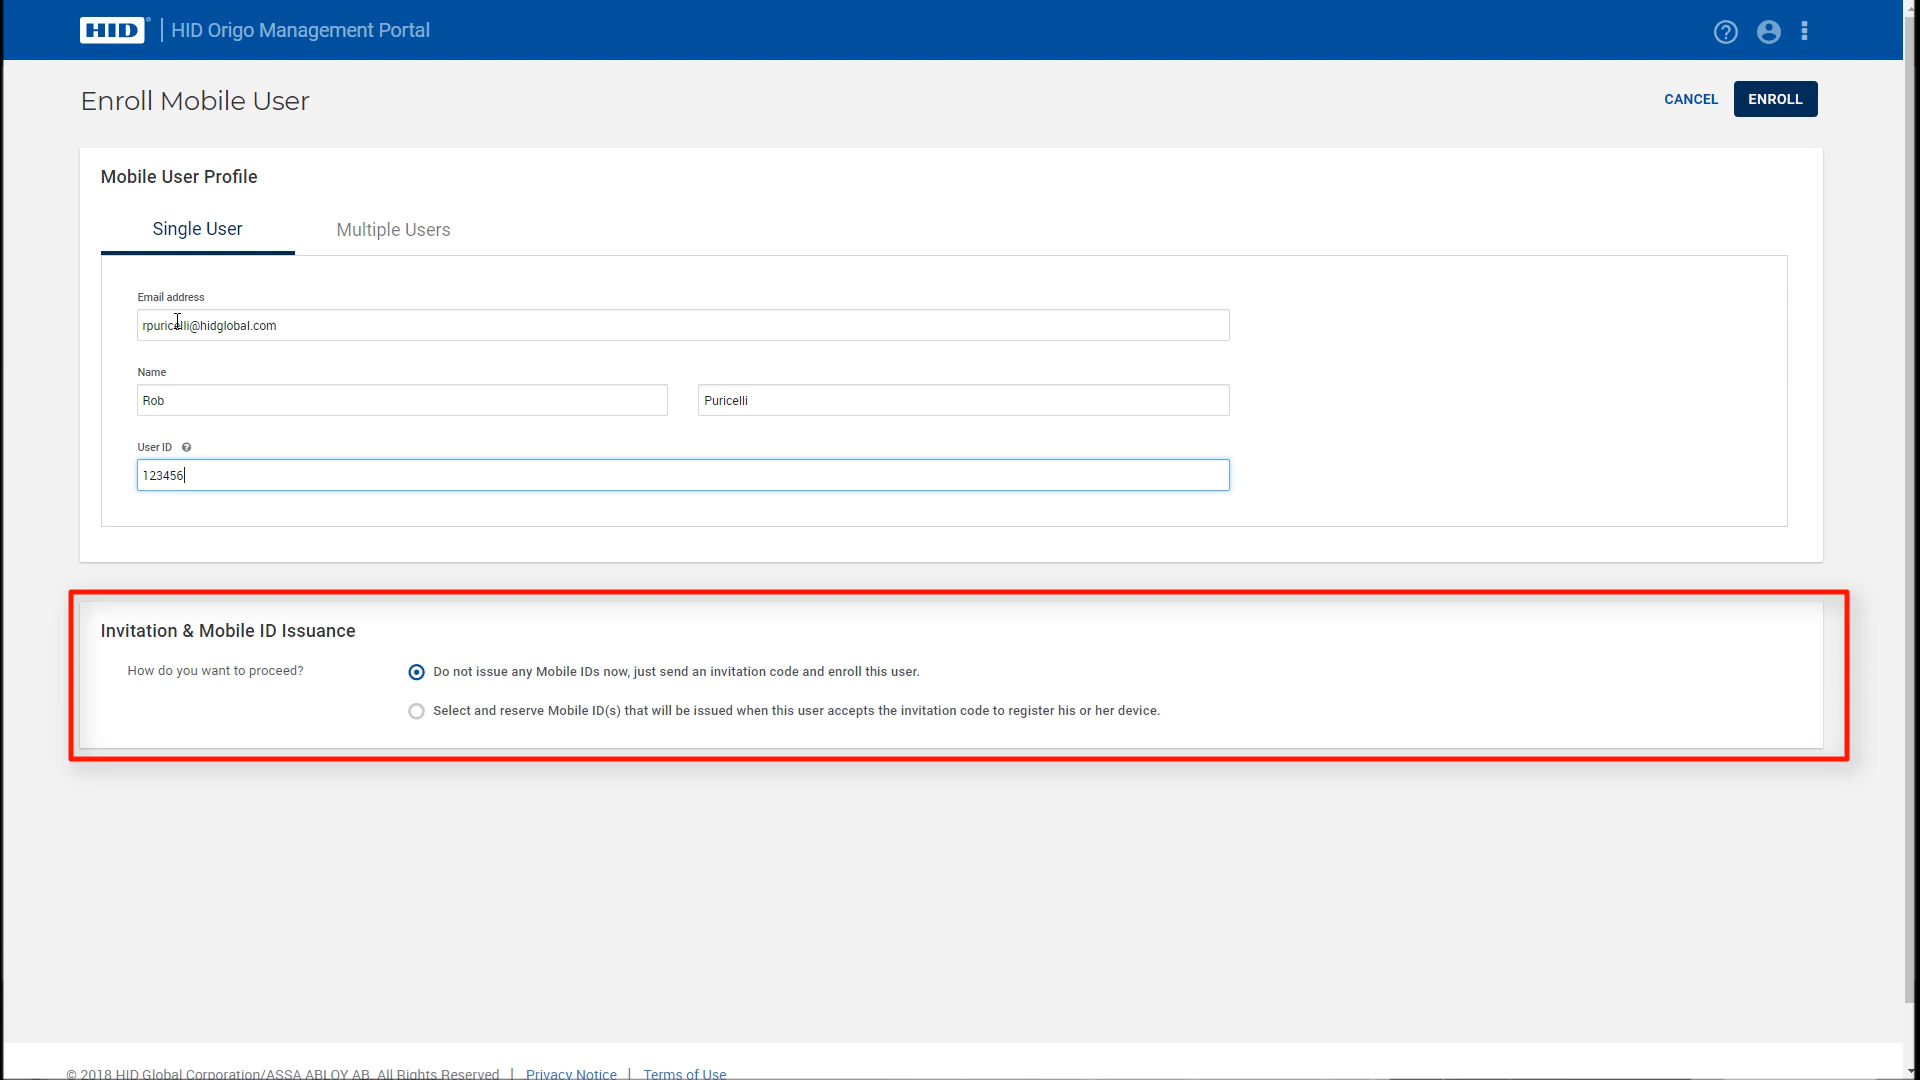 HID | HID Origo Management Portal
Enroll Mobile User
CANCEL
ENROLL
Mobile User Profile
Single User
Multiple Users
Email address
rpuricelli@hidglobal.com
Name
Rob
Puricelli
User ID
123456
Invitation & Mobile ID Issuance
How do you want to proceed?
Do not issue any Mobile IDs now, just send an invitation code and enroll this user.
Select and reserve Mobile ID(s) that will be issued when this user accepts the invitation code to register his or her device.
© 2018 HID Global Corporation/ASSA ABLOY AB. All Rights Reserved | Privacy Notice | Terms of Use